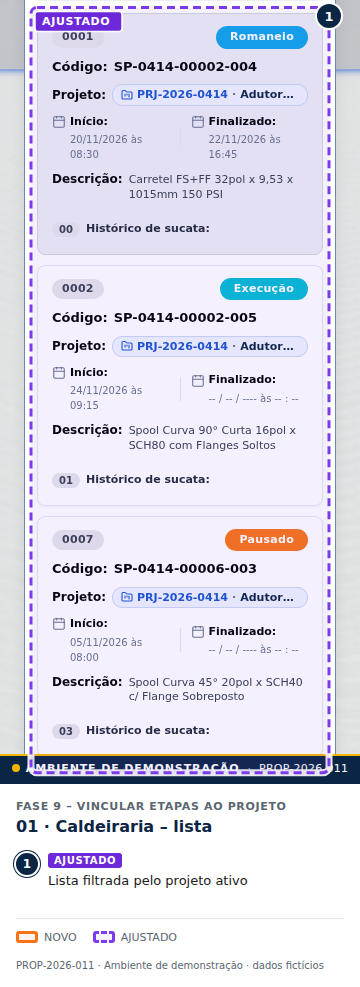 AJUSTADO
1
0001
Romaneio
Código: SP-0414-00002-004
Projeto: PRJ-2026-0414 · Adutor...
Início:
20/11/2026 às
08:30
Finalizado:
22/11/2026 às
16:45
Descrição: Carretel FS+FF 32pol x 9,53 x
1015mm 150 PSI
00 Histórico de sucata:
0002
Execução
Código: SP-0414-00002-005
Projeto: PRJ-2026-0414 · Adutor...
Início:
24/11/2026 às
09:15
Finalizado:
-- / -- / ---- às -- : --
Descrição: Spool Curva 90° Curta 16pol x
SCH80 com Flanges Soltos
01 Histórico de sucata:
0007
Pausado
Código: SP-0414-00006-003
Projeto: PRJ-2026-0414 · Adutor...
Início:
05/11/2026 às
08:00
Finalizado:
-- / -- / ---- às -- : --
Descrição: Spool Curva 45° 20pol x SCH40
c/ Flange Sobreposto
03 Histórico de sucata:
AMBIENTE DE DEMONSTRAÇÃO · PROP-2026-011
FASE 9 – VINCULAR ETAPAS AO PROJETO
01 · Caldeiraria – lista
1 AJUSTADO
Lista filtrada pelo projeto ativo
NOVO AJUSTADO
PROP-2026-011 · Ambiente de demonstração · dados fictícios